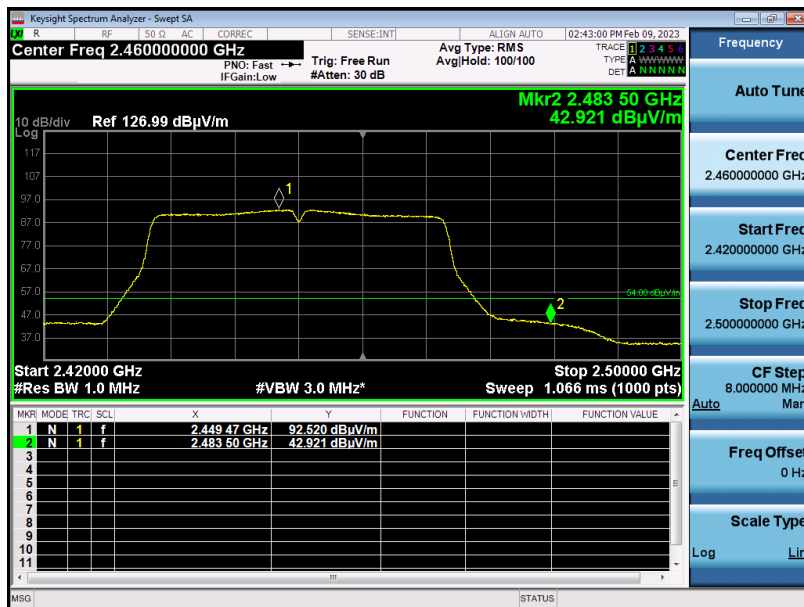 Keysight Spectrum Analyzer - Swept SA
LXI R RF 50 Ω AC CORREC SENSE:INT ALIGN AUTO 02:43:00 PM Feb 09, 2023
Center Freq 2.460000000 GHz
PNO: Fast
IFGain:Low
Trig: Free Run
#Atten: 30 dB
Avg Type: RMS
Avg|Hold: 100/100
TRACE 1 2 3 4 5 6
TYPE A WWWWW
DET A N N N N N
Mkr2 2.483 50 GHz
42.921 dBµV/m
10 dB/div Ref 126.99 dBµV/m
Log
117
107
97.0
87.0
77.0
67.0
57.0
47.0
37.0
1
2
54.00 dBµV/m
Start 2.42000 GHz Stop 2.50000 GHz
#Res BW 1.0 MHz #VBW 3.0 MHz* Sweep 1.066 ms (1000 pts)
MKR MODE TRC SCL X Y FUNCTION FUNCTION WIDTH FUNCTION VALUE
1 N 1 f 2.449 47 GHz 92.520 dBµV/m
2 N 1 f 2.483 50 GHz 42.921 dBµV/m
3
4
5
6
7
8
9
10
11
MSG STATUS
Frequency
Auto Tune
Center Freq
2.460000000 GHz
Start Freq
2.420000000 GHz
Stop Freq
2.500000000 GHz
CF Step
8.000000 MHz
Auto Man
Freq Offset
0 Hz
Scale Type
Log Lin